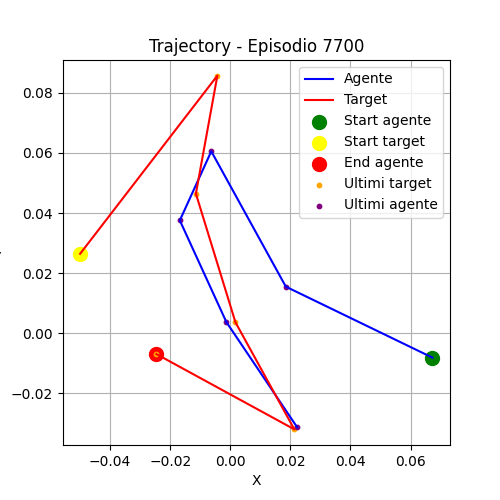 Trajectory - Episodio 7700
Agente
Target
Start agente
Start target
End agente
Ultimi target
Ultimi agente
0.08
0.06
0.04
0.02
0.00
−0.02
−0.04
−0.02
0.00
0.02
0.04
0.06
X